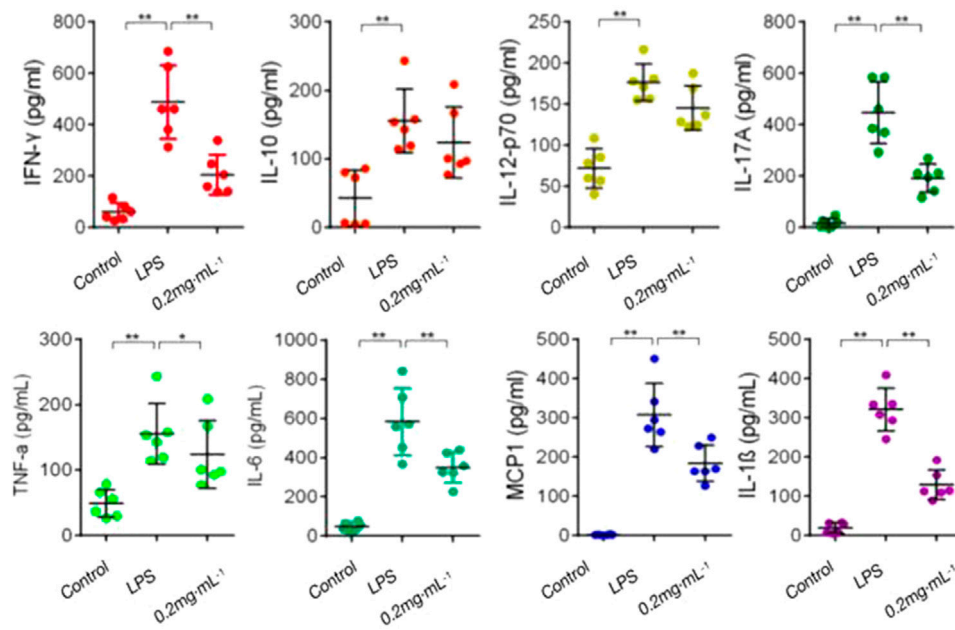 ** **
IFN-Y (pg/ml)
800
600
400
200
0
Control
LPS
0.2mg·mL⁻¹
**
IL-10 (pg/ml)
300
200
100
0
Control
LPS
0.2mg·mL⁻¹
**
IL-12-p70 (pg/ml)
250
200
150
100
50
0
Control
LPS
0.2mg·mL⁻¹
** **
IL-17A (pg/ml)
800
600
400
200
0
Control
LPS
0.2mg·mL⁻¹
** *
TNF-a (pg/mL)
300
200
100
0
Control
LPS
0.2mg·mL⁻¹
** **
IL-6 (pg/mL)
1000
800
600
400
200
0
Control
LPS
0.2mg·mL⁻¹
** **
MCP1 (pg/ml)
500
400
300
200
100
0
Control
LPS
0.2mg·mL⁻¹
** **
IL-1ß (pg/mL)
500
400
300
200
100
0
Control
LPS
0.2mg·mL⁻¹